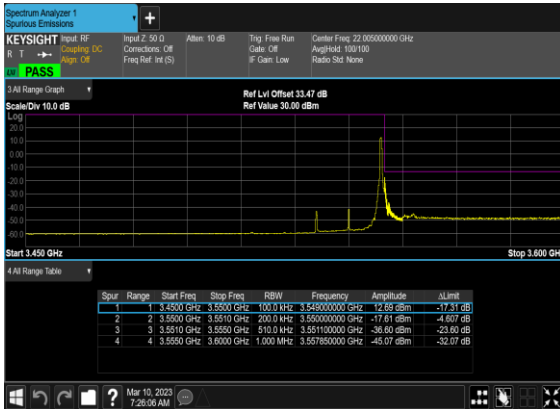 Spectrum Analyzer 1
Spurious Emissions
+
KEYSIGHT Input: RF Input Z: 50 Ω Atten: 10 dB Trig: Free Run Center Freq: 22.005000000 GHz
R T Coupling: DC Corrections: Off Gate: Off Avg|Hold: 100/100
Align: Off Freq Ref: Int (S) IF Gain: Low Radio Std: None
PASS
3 All Range Graph Ref Lvl Offset 33.47 dB
Scale/Div 10.0 dB Ref Value 30.00 dBm
Log
20.0
10.0
0.00
-10.0
-20.0
-30.0
-40.0
-50.0
-60.0
Start 3.450 GHz Stop 3.600 GH
4 All Range Table
Spur Range Start Freq Stop Freq RBW Frequency Amplitude ΔLimit
1 1 3.4500 GHz 3.5500 GHz 100.0 kHz 3.549000000 GHz 12.69 dBm -17.31 dB
2 2 3.5500 GHz 3.5510 GHz 200.0 kHz 3.550000000 GHz -17.61 dBm -4.607 dB
3 3 3.5510 GHz 3.5550 GHz 510.0 kHz 3.551100000 GHz -36.60 dBm -23.60 dB
4 4 3.5550 GHz 3.6000 GHz 1.000 MHz 3.557850000 GHz -45.07 dBm -32.07 dB
? Mar 10, 2023
7:26:06 AM